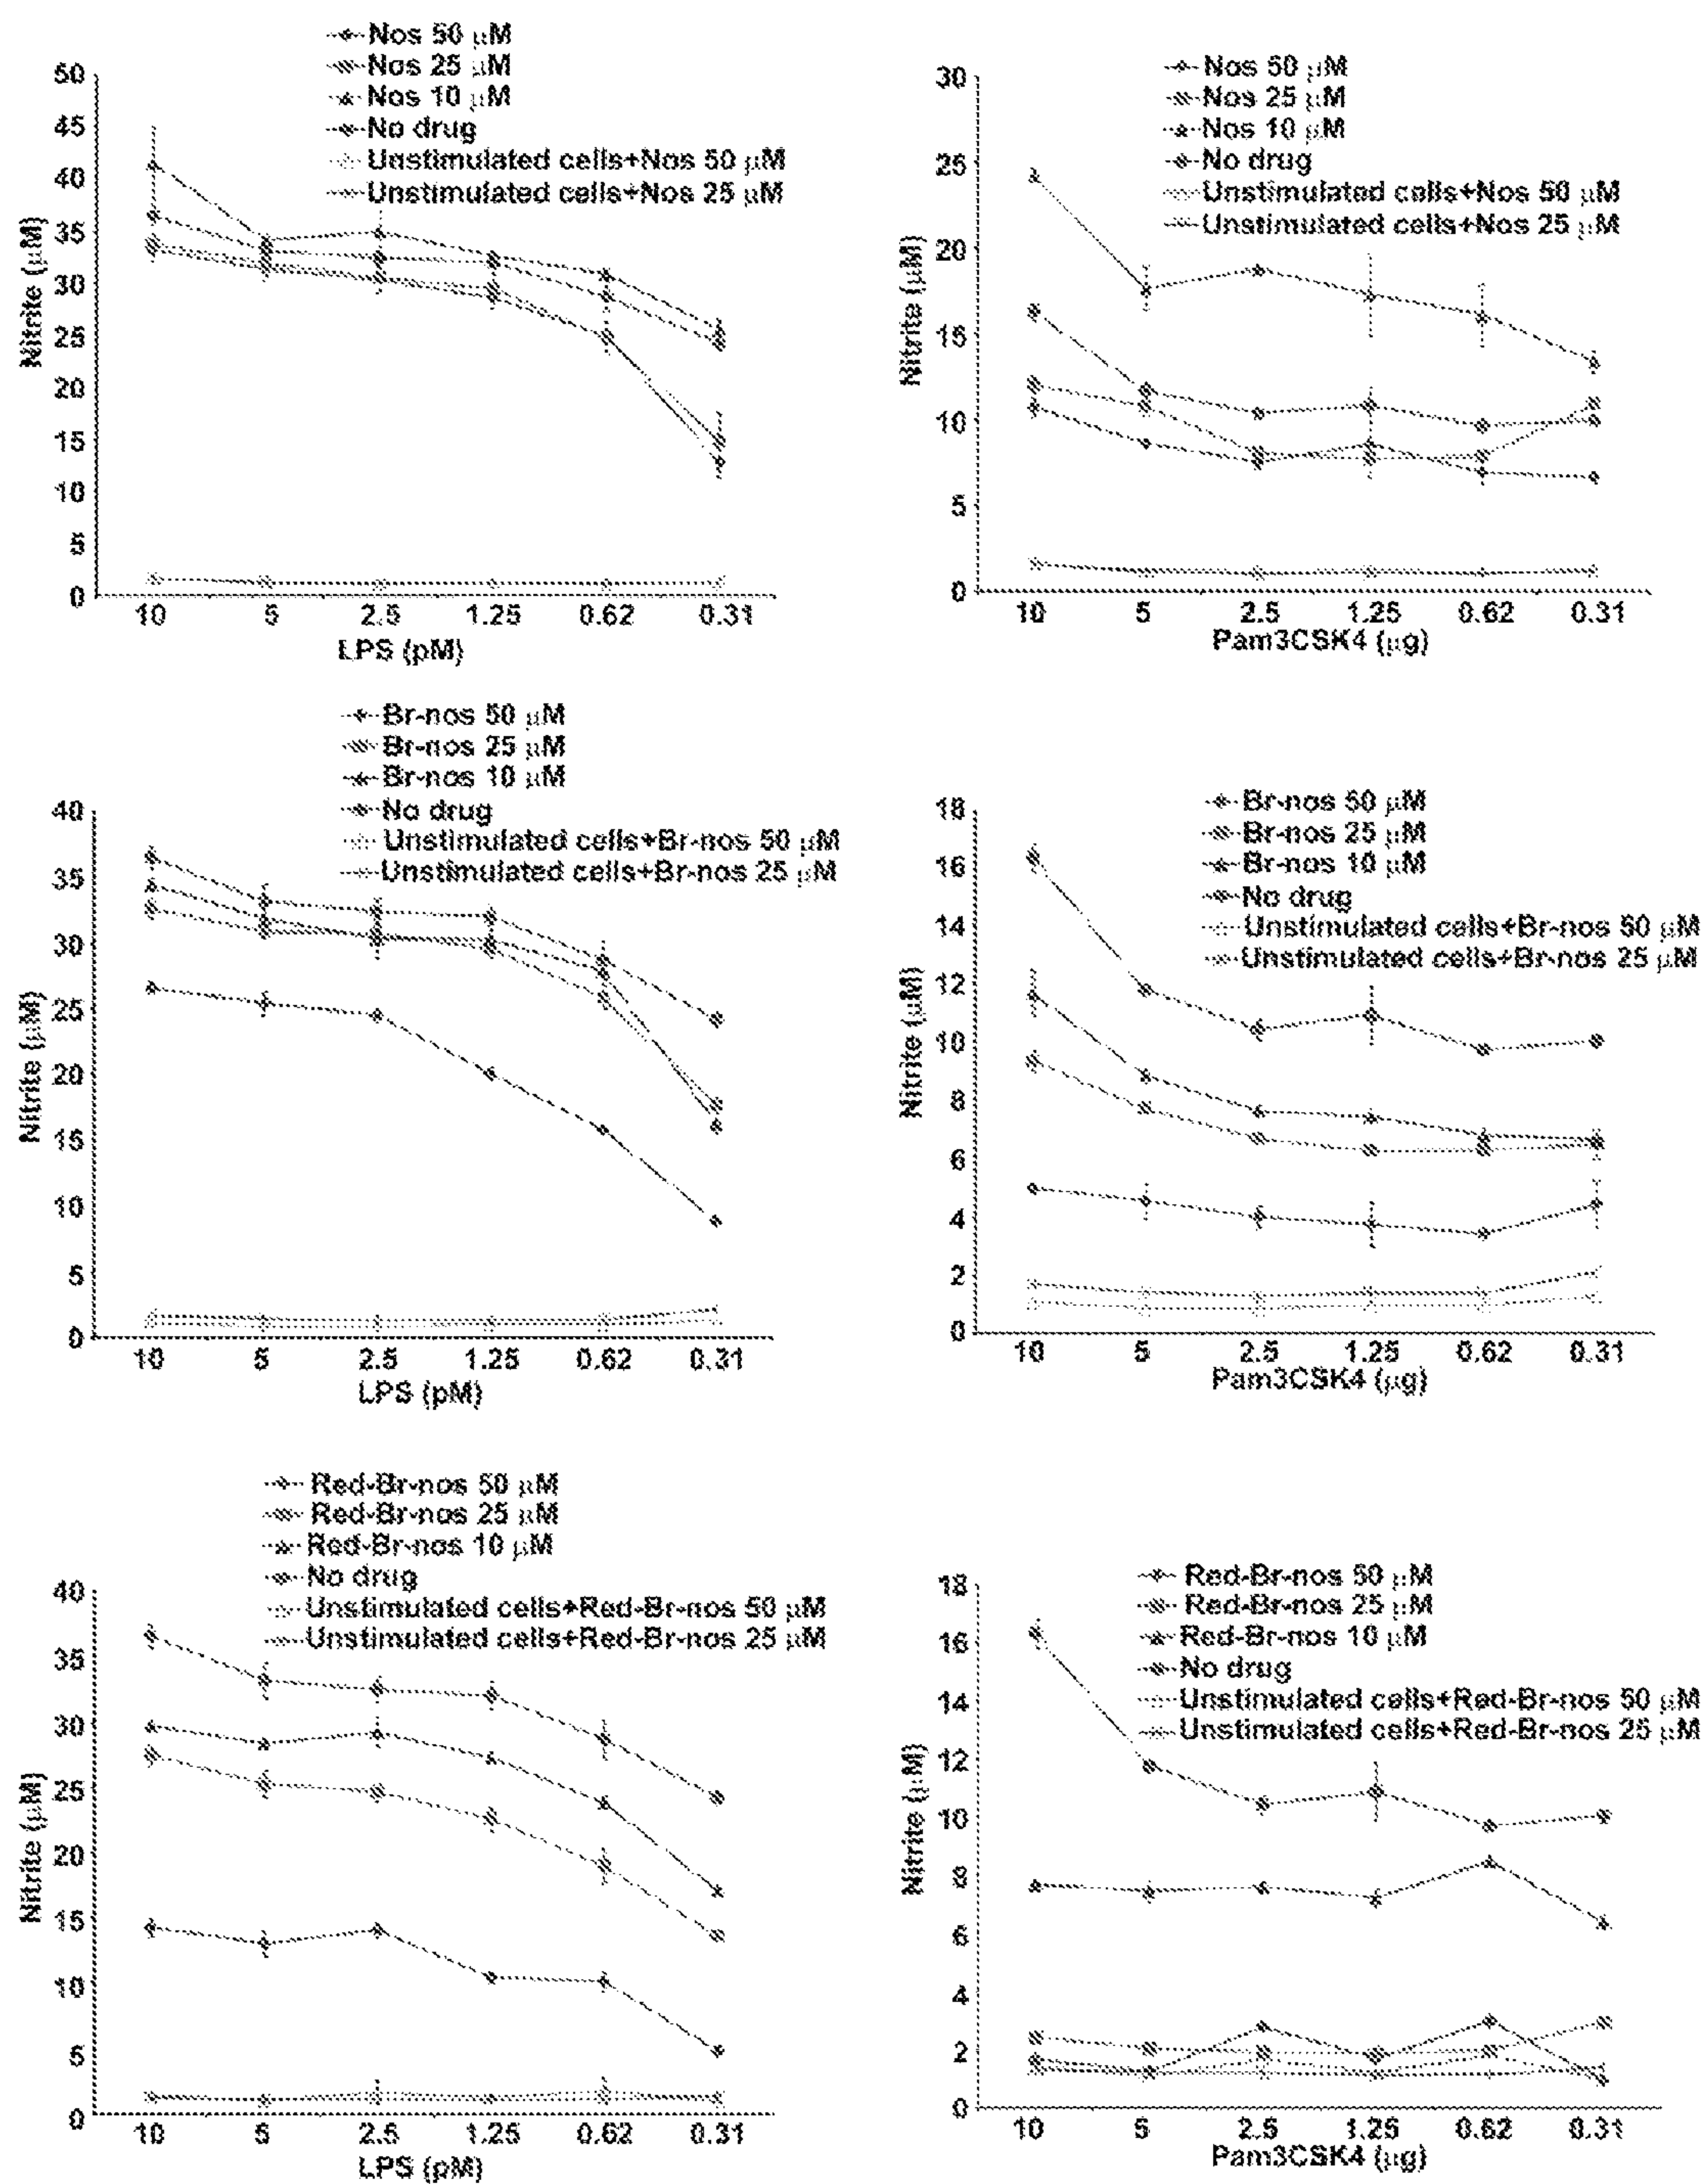 Nos 50 µM
Nos 25 µM
Nos 10 µM
No drug
Unstimulated cells+Nos 50 µM
Unstimulated cells+Nos 25 µM
Nitrite (µM)
50
45
40
35
30
25
20
15
10
5
0
10 5 2.5 1.25 0.62 0.31
LPS (pM)
Nos 50 µM
Nos 25 µM
Nos 10 µM
No drug
Unstimulated cells+Nos 50 µM
Unstimulated cells+Nos 25 µM
Nitrite (µM)
30
25
20
15
10
5
0
10 5 2.5 1.25 0.62 0.31
Pam3CSK4 (µg)
Br-nos 50 µM
Br-nos 25 µM
Br-nos 10 µM
No drug
Unstimulated cells+Br-nos 50 µM
Unstimulated cells+Br-nos 25 µM
Nitrite (µM)
40
35
30
25
20
15
10
5
0
10 5 2.5 1.25 0.62 0.31
LPS (pM)
Br-nos 50 µM
Br-nos 25 µM
Br-nos 10 µM
No drug
Unstimulated cells+Br-nos 50 µM
Unstimulated cells+Br-nos 25 µM
Nitrite (µM)
18
16
14
12
10
8
6
4
2
0
10 5 2.5 1.25 0.62 0.31
Pam3CSK4 (µg)
Red-Br-nos 50 µM
Red-Br-nos 25 µM
Red-Br-nos 10 µM
No drug
Unstimulated cells+Red-Br-nos 50 µM
Unstimulated cells+Red-Br-nos 25 µM
Nitrite (µM)
40
35
30
25
20
15
10
5
0
10 5 2.5 1.25 0.62 0.31
LPS (pM)
Red-Br-nos 50 µM
Red-Br-nos 25 µM
Red-Br-nos 10 µM
No drug
Unstimulated cells+Red-Br-nos 50 µM
Unstimulated cells+Red-Br-nos 25 µM
Nitrite (µM)
18
16
14
12
10
8
6
4
2
0
10 5 2.5 1.25 0.62 0.31
Pam3CSK4 (µg)